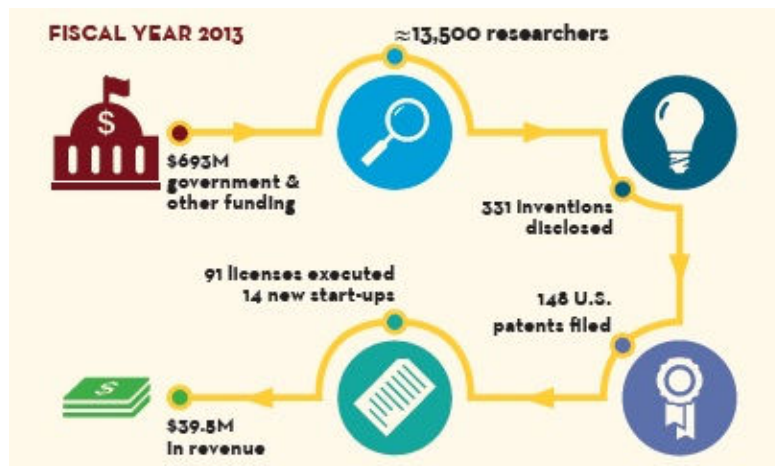 FISCAL YEAR 2013
≈13,500 researchers
$
$693M
government &
other funding
331 inventions
disclosed
148 U.S.
patents filed
91 licenses executed
14 new start-ups
$
$39.5M
in revenue